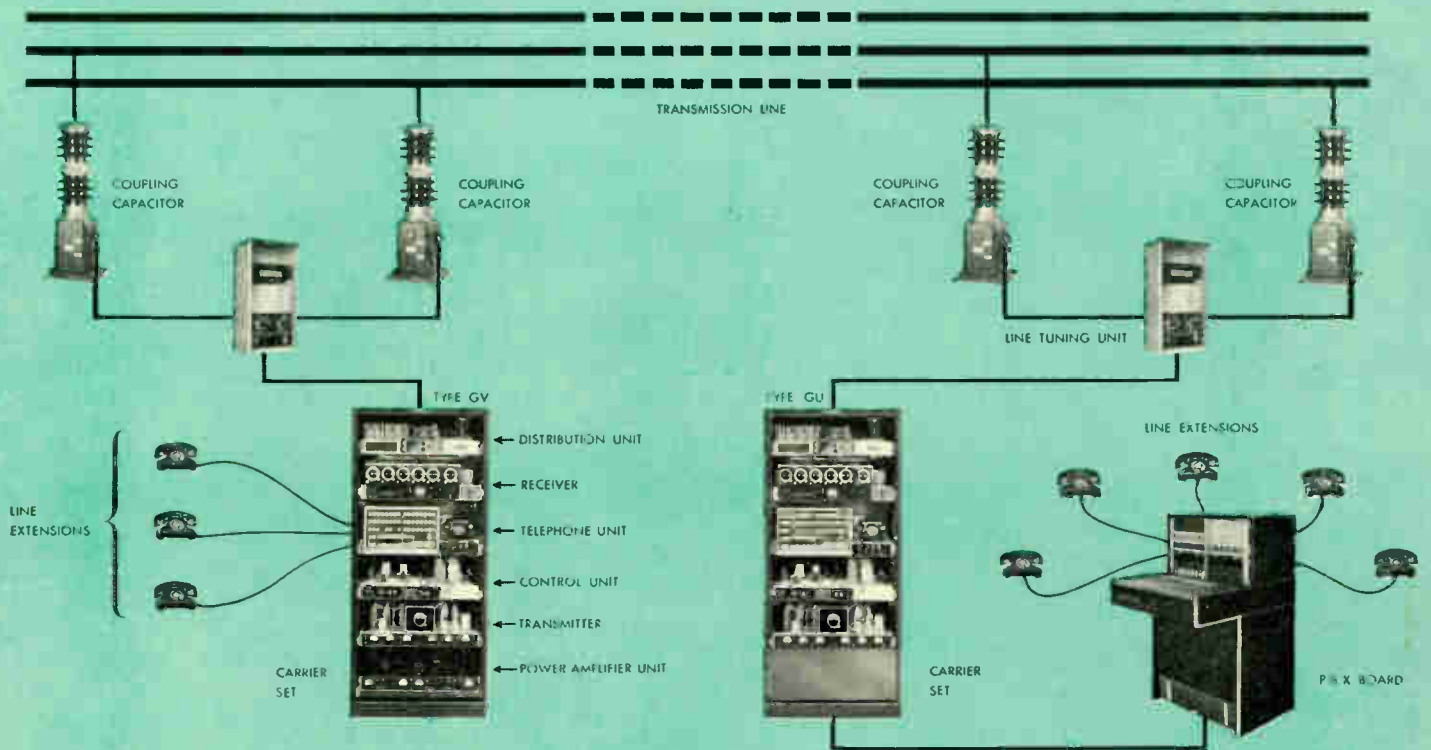 TRANSMISSION LINE
COUPLING
CAPACITOR
COUPLING
CAPACITOR
COUPLING
CAPACITOR
COUPLING
CAPACITOR
LINE TUNING UNIT
TYPE GV
TYPE GU
DISTRIBUTION UNIT
RECEIVER
TELEPHONE UNIT
CONTROL UNIT
TRANSMITTER
POWER AMPLIFIER UNIT
LINE
EXTENSIONS
CARRIER
SET
CARRIER
SET
LINE EXTENSIONS
P B X BOARD